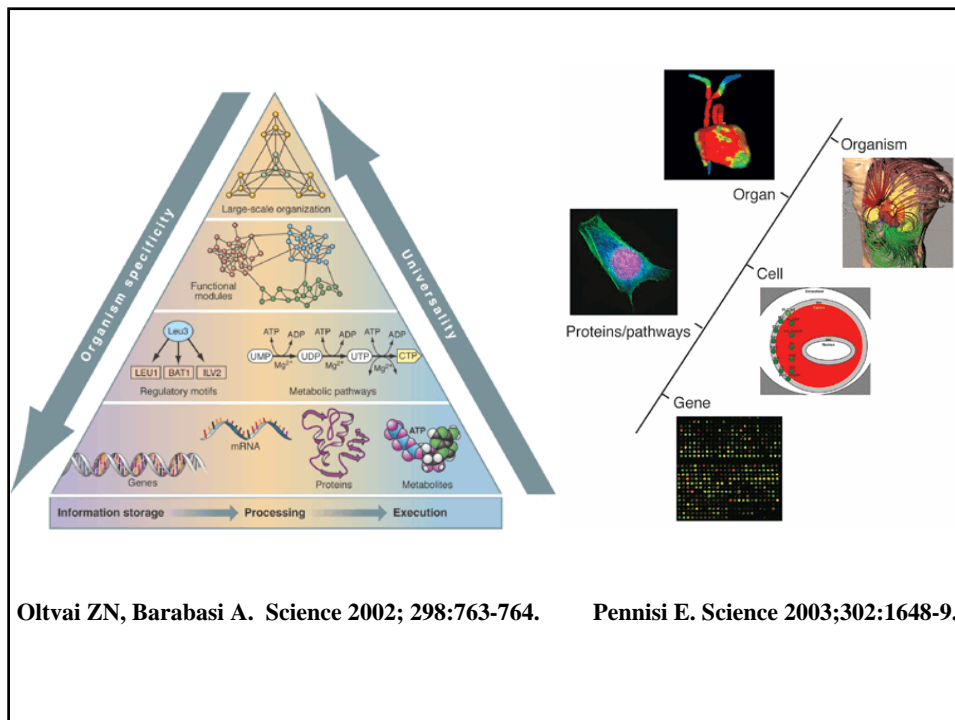 Organism specificity
Universality
Large-scale organization
Functional
modules
Leu3
LEU1 BAT1 ILV2
Regulatory motifs
ATP ADP ATP ADP ATP ADP
UMP UDP UTP CTP
Mg2+ Mg2+ Mg2+
Metabolic pathways
mRNA
ATP
Genes
Proteins
Metabolites
Information storage Processing Execution
Organism
Organ
Cell
Proteins/pathways
Gene
Oltvai ZN, Barabasi A. Science 2002; 298:763-764.
Pennisi E. Science 2003;302:1648-9.